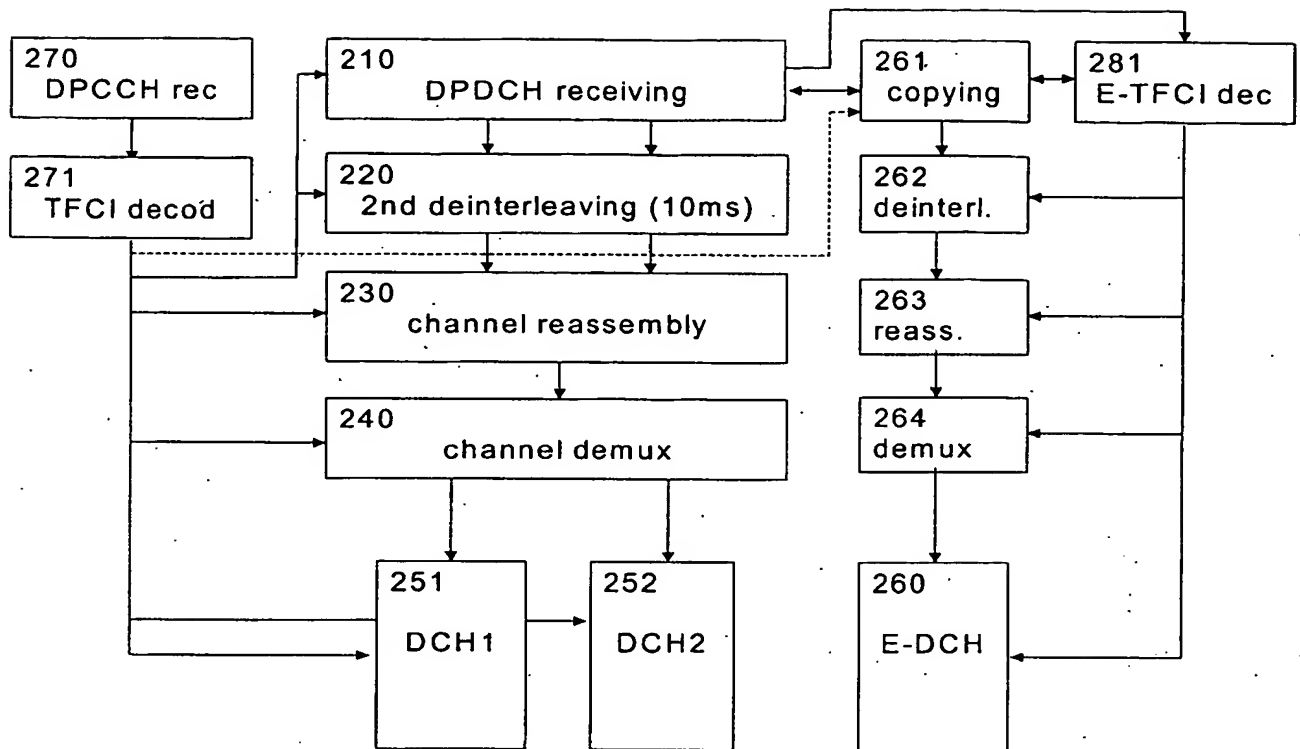 270
DPCCH rec
210
DPDCH receiving
261
copying
281
E-TFCI dec
271
TFCI decod
220
2nd deinterleaving (10ms)
262
deinterl.
230
channel reassembly
263
reass.
240
channel demux
264
demux
251
DCH1
252
DCH2
260
E-DCH